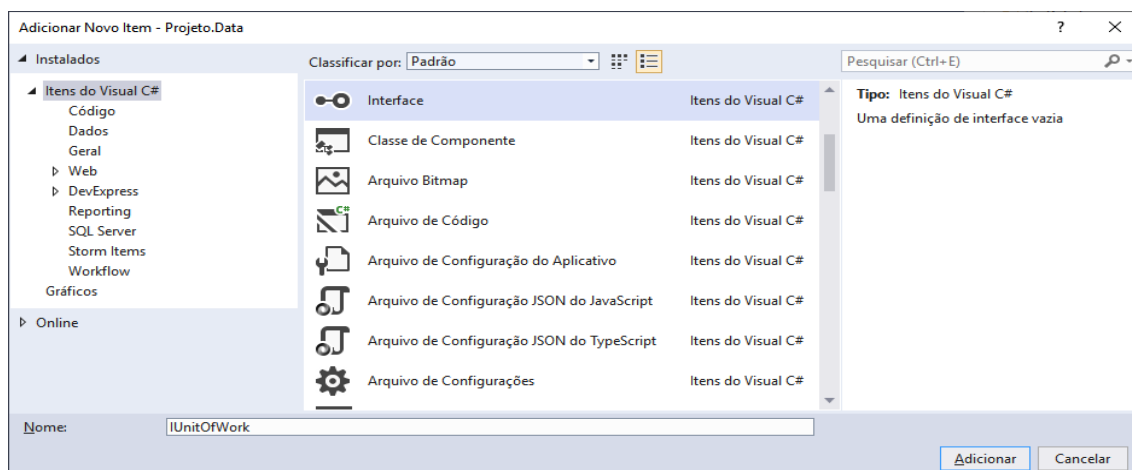 Adicionar Novo Item - Projeto.Data
?
Instalados
Classificar por: Padrão
Pesquisar (Ctrl+E)
Itens do Visual C#
Código
Dados
Geral
Web
DevExpress
Reporting
SQL Server
Storm Items
Workflow
Gráficos
Online
Interface Itens do Visual C#
Classe de Componente Itens do Visual C#
Arquivo Bitmap Itens do Visual C#
C#
Arquivo de Código Itens do Visual C#
Arquivo de Configuração do Aplicativo Itens do Visual C#
Arquivo de Configuração JSON do JavaScript Itens do Visual C#
Arquivo de Configuração JSON do TypeScript Itens do Visual C#
Arquivo de Configurações Itens do Visual C#
Tipo: Itens do Visual C#
Uma definição de interface vazia
Nome: IUnitOfWork
Adicionar Cancelar